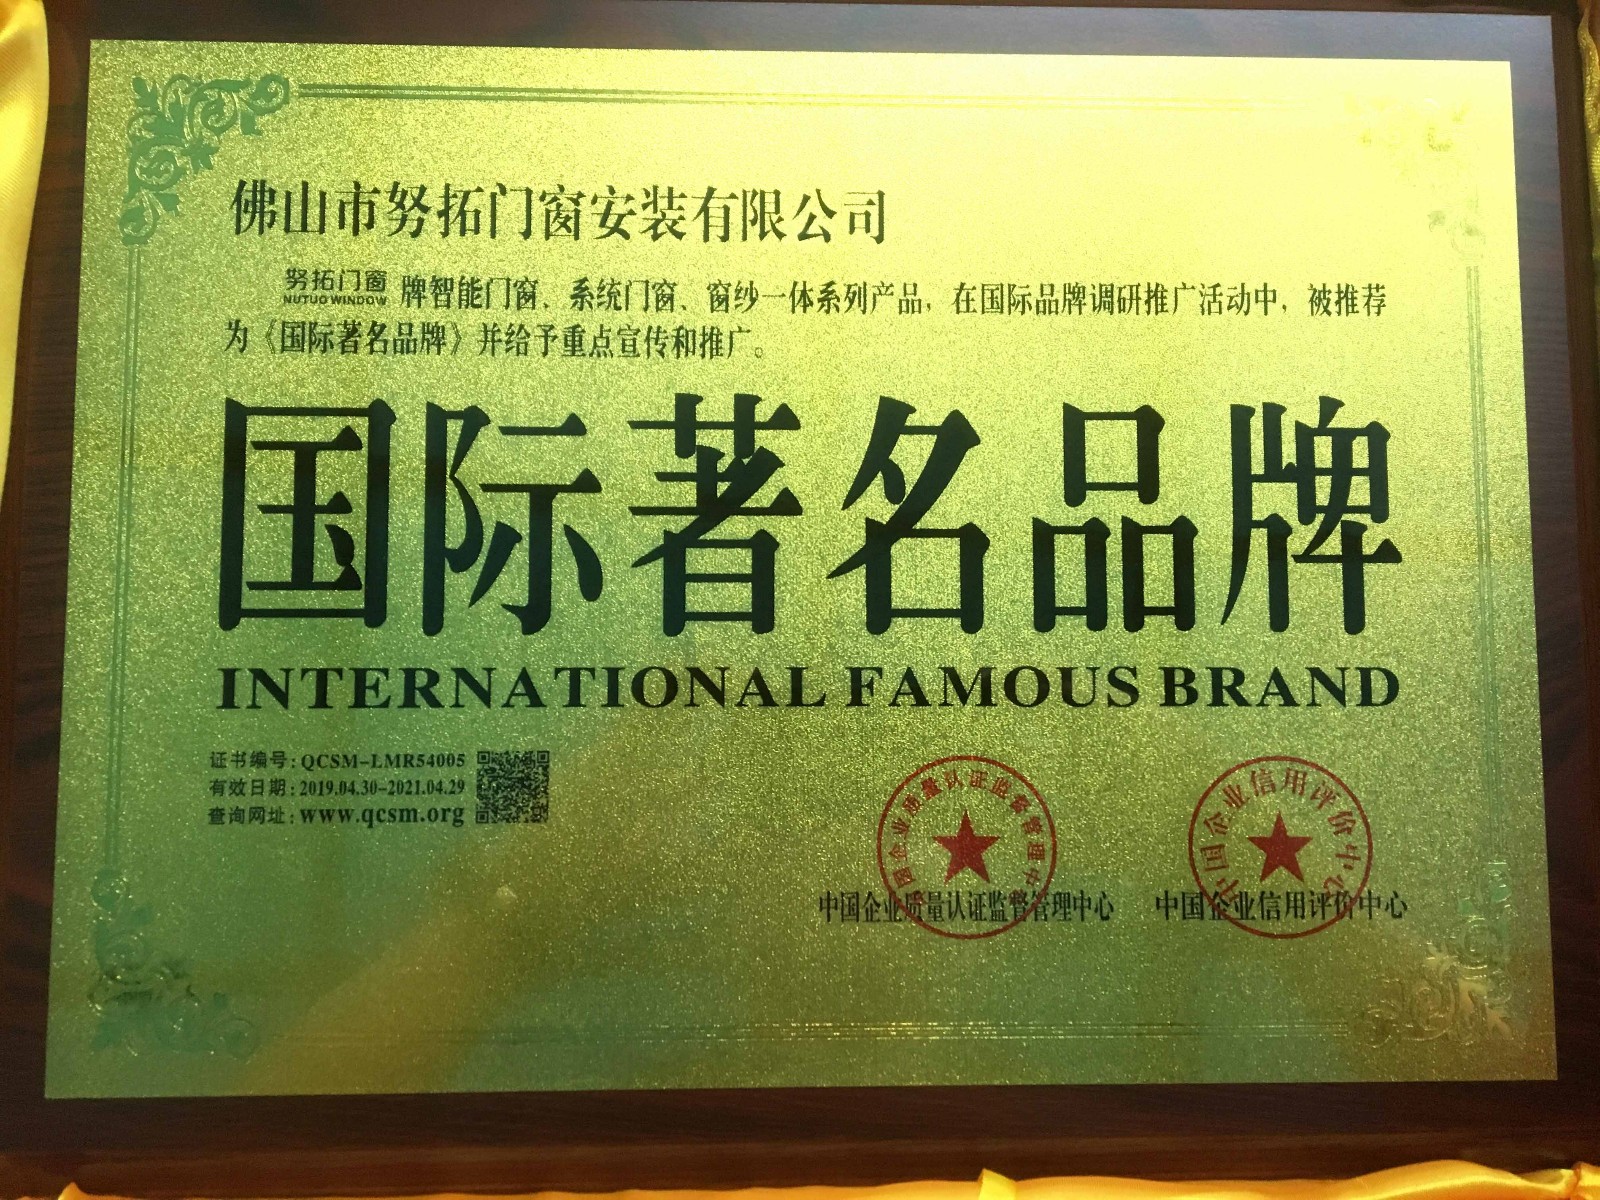 佛山市努拓门窗安装有限公司
努拓门窗
NUTUO WINDOW
牌智能门窗、系统门窗、窗纱一体系列产品，在国际品牌调研推广活动中，被推荐
为《国际著名品牌》并给予重点宣传和推广。
国际著名品牌
INTERNATIONAL FAMOUS BRAND
证书编号：QCSM-LMR54005
有效日期：2019.04.30-2021.04.29
查询网址：www.qcsm.org
中国企业质量认证监督管理中心
中国企业质量认证监督管理中心
中国企业信用评价中心
中国企业信用评价中心